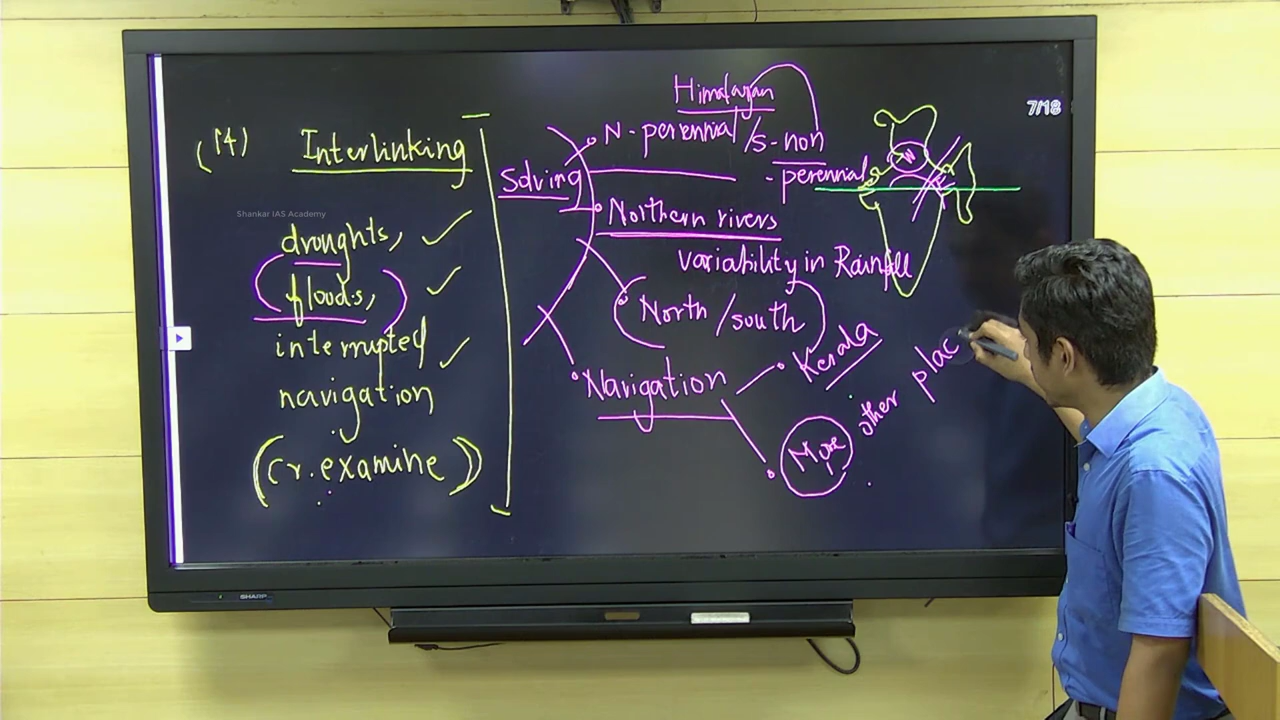 7/18
(14) Interlinking
Shankar IAS Academy
droughts,
floods,
interrupted
navigation
(cr. examine)
Solving
Himalayan
N - perennial / S - non
- perennial
Northern rivers
variability in Rainfall
North / south
Navigation
Kerala
More other plac
N
SHARP